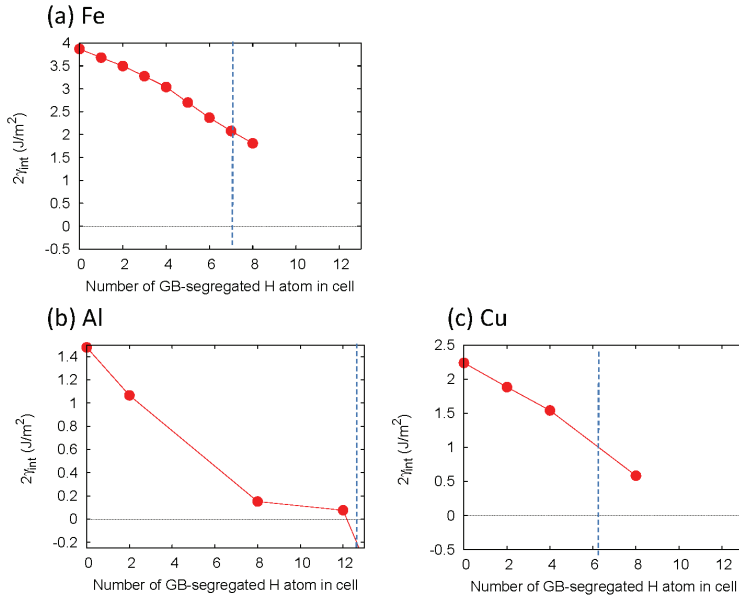 (a) Fe
4
3.5
3
2.5
2
1.5
1
0.5
0
-0.5
2γint (J/m²)
0 2 4 6 8 10 12
Number of GB-segregated H atom in cell
(b) Al
1.4
1.2
1
0.8
0.6
0.4
0.2
0
-0.2
2γint (J/m²)
0 2 4 6 8 10 12
Number of GB-segregated H atom in cell
(c) Cu
2.5
2
1.5
1
0.5
0
-0.5
2γint (J/m²)
0 2 4 6 8 10 12
Number of GB-segregated H atom in cell